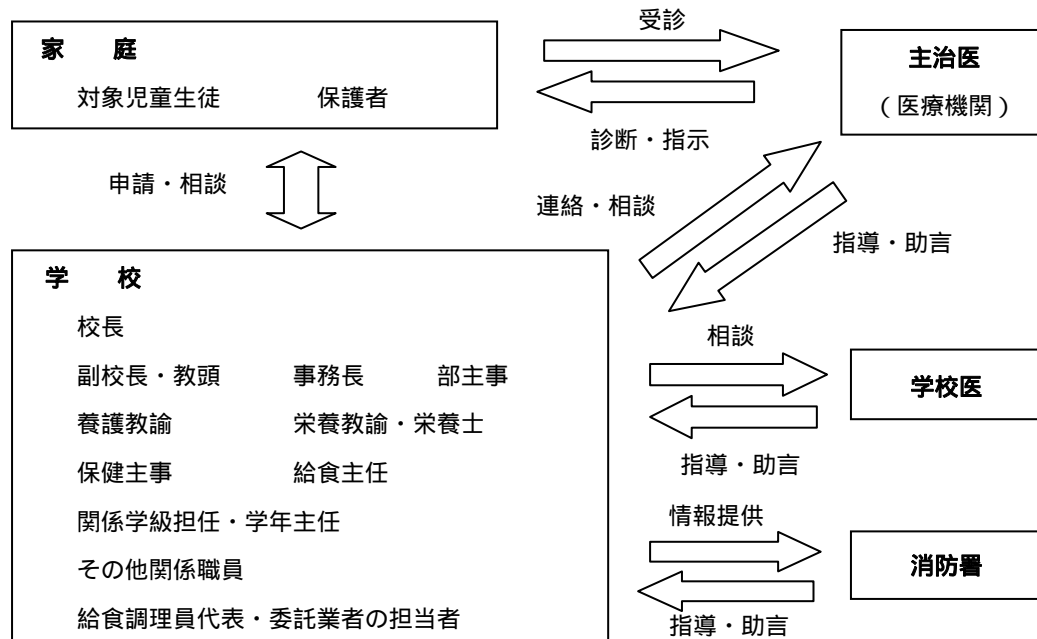 受診
家　庭
対象児童生徒　保護者
主治医
（医療機関）
診断・指示
申請・相談
連絡・相談
指導・助言
学　校
校長
副校長・教頭　事務長　部主事
養護教諭　栄養教諭・栄養士
保健主事　給食主任
関係学級担任・学年主任
その他関係職員
給食調理員代表・委託業者の担当者
相談
学校医
指導・助言
情報提供
消防署
指導・助言